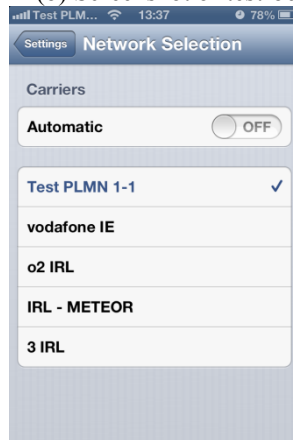 Test PLM... 13:37 78%
Settings Network Selection
Carriers
Automatic OFF
Test PLMN 1-1
vodafone IE
o2 IRL
IRL - METEOR
3 IRL